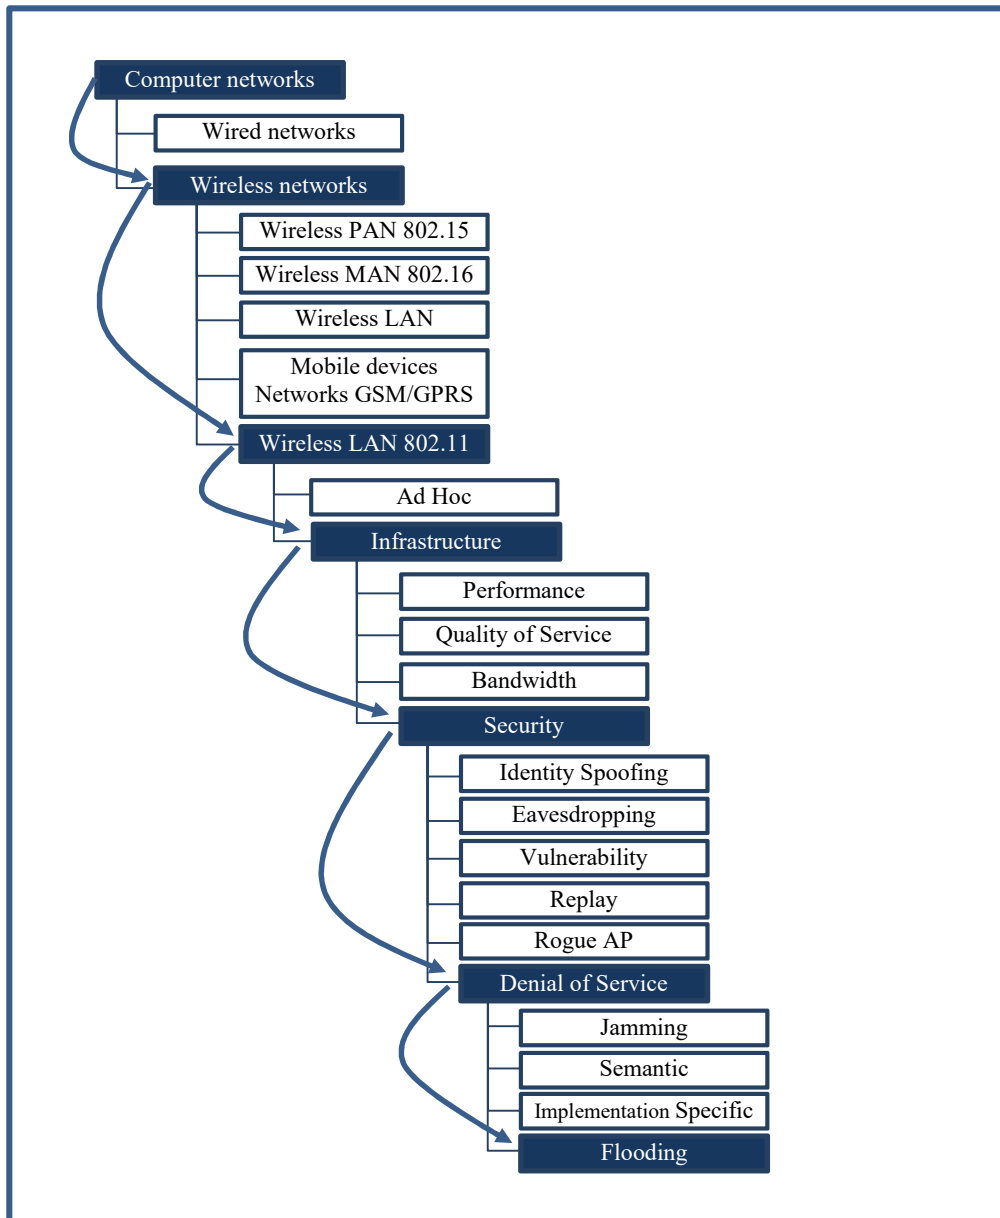 Computer networks
Wired networks
Wireless networks
Wireless PAN 802.15
Wireless MAN 802.16
Wireless LAN
Mobile devices
Networks GSM/GPRS
Wireless LAN 802.11
Ad Hoc
Infrastructure
Performance
Quality of Service
Bandwidth
Security
Identity Spoofing
Eavesdropping
Vulnerability
Replay
Rogue AP
Denial of Service
Jamming
Semantic
Implementation Specific
Flooding